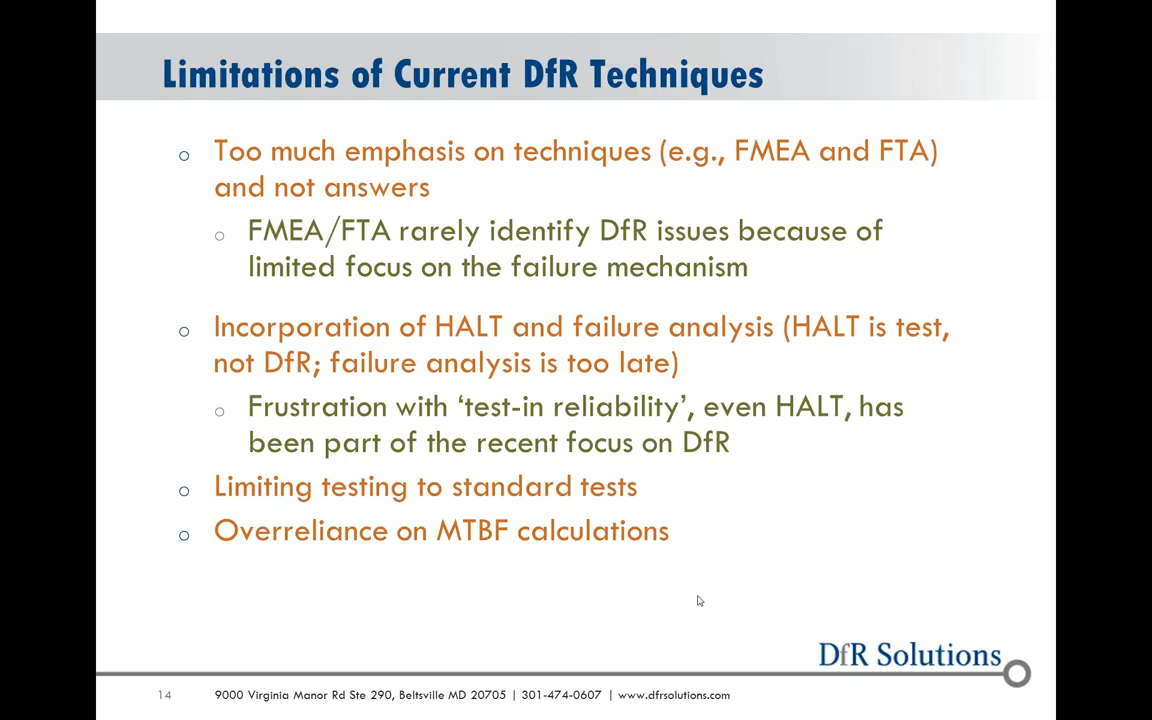 Limitations of Current DfR Techniques
Too much emphasis on techniques (e.g., FMEA and FTA)
and not answers
FMEA/FTA rarely identify DfR issues because of
limited focus on the failure mechanism
Incorporation of HALT and failure analysis (HALT is test,
not DfR; failure analysis is too late)
Frustration with ‘test-in reliability’, even HALT, has
been part of the recent focus on DfR
Limiting testing to standard tests
Overreliance on MTBF calculations
DfR Solutions
14 9000 Virginia Manor Rd Ste 290, Beltsville MD 20705 | 301-474-0607 | www.dfrsolutions.com